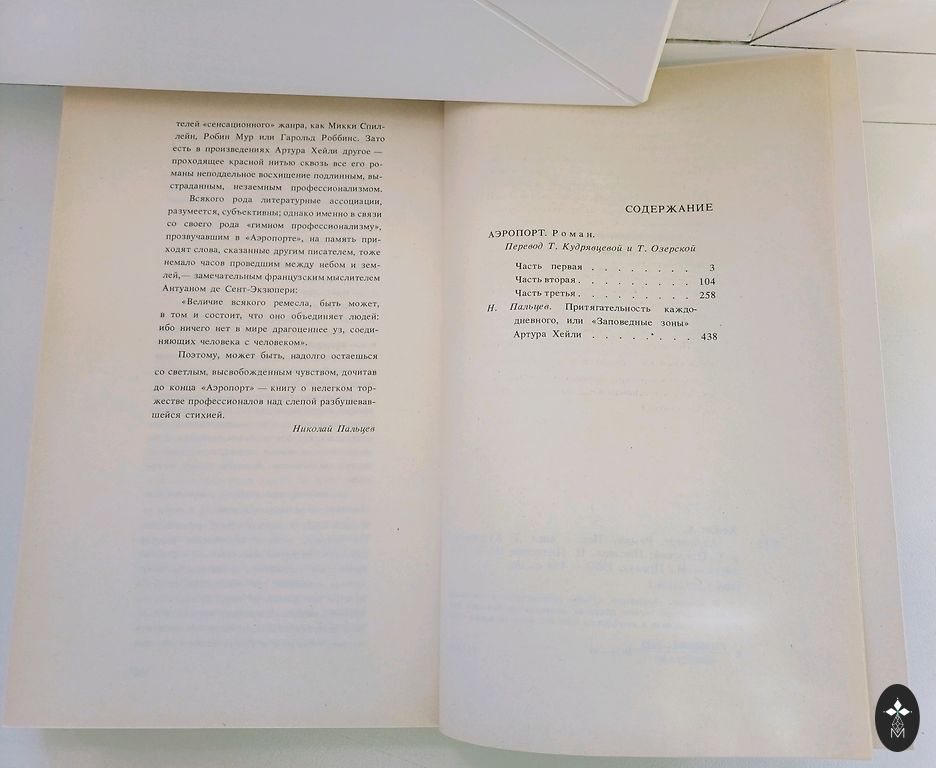 телей «сенсационного» жанра, как Микки Спил-
лейн, Робин Мур или Гарольд Роббинс. Зато
есть в произведениях Артура Хейли другое —
проходящее красной нитью сквозь все его ро-
маны неподдельное восхищение подлинным, вы-
страданным, незаемным профессионализмом.
Всякого рода литературные ассоциации,
разумеется, субъективны; однако именно в связи
со своего рода «гимном профессионализму»,
прозвучавшим в «Аэропорте», на память при-
ходят слова, сказанные другим писателем, тоже
немало часов проведшим между небом и зем-
лей,— замечательным французским мыслителем
Антуаном де Сент-Экзюпери:
«Величие всякого ремесла, быть может,
в том и состоит, что оно объединяет людей:
ибо ничего нет в мире драгоценнее уз, соеди-
няющих человека с человеком».
Поэтому, может быть, надолго остаешься
со светлым, высвобожденным чувством, дочитав
до конца «Аэропорт» — книгу о нелегком тор-
жестве профессионалов над слепой разбушевав-
шейся стихией.
Николай Пальцев
СОДЕРЖАНИЕ
АЭРОПОРТ. Роман.
Перевод Т. Кудрявцевой и Т. Озерской
Часть первая . . . . . . . . 3
Часть вторая . . . . . . . . 104
Часть третья . . . . . . . . 258
Н. Пальцев. Притягательность каждо-
дневного, или «Заповедные зоны»
Артура Хейли . . . . . . . . 438
М